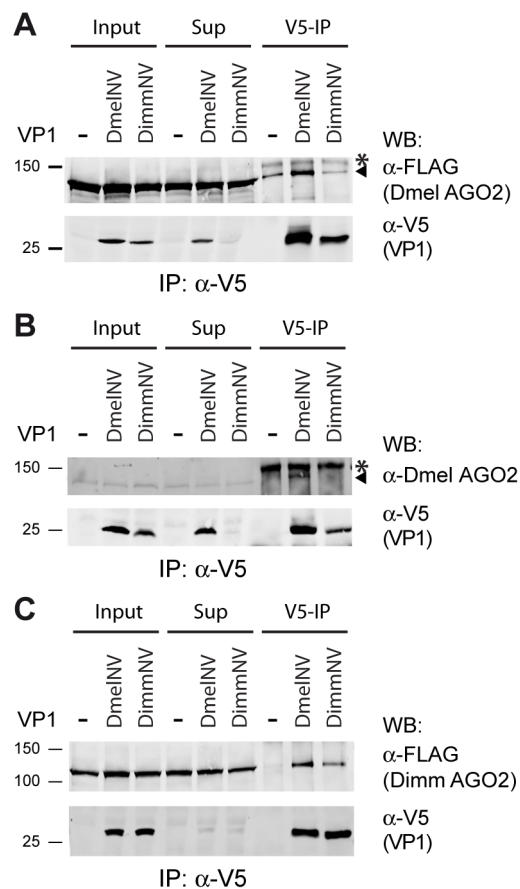 A
Input Sup V5-IP
VP1 - DmelNV DimmNV - DmelNV DimmNV - DmelNV DimmNV
WB:
150 * α-FLAG
◄ (Dmel AGO2)
25 α-V5
(VP1)
IP: α-V5
B
Input Sup V5-IP
VP1 - DmelNV DimmNV - DmelNV DimmNV - DmelNV DimmNV
WB:
150 *
◄ α-Dmel AGO2
25 α-V5
(VP1)
IP: α-V5
C
Input Sup V5-IP
VP1 - DmelNV DimmNV - DmelNV DimmNV - DmelNV DimmNV
WB:
150 α-FLAG
100 (Dimm AGO2)
α-V5
25 (VP1)
IP: α-V5